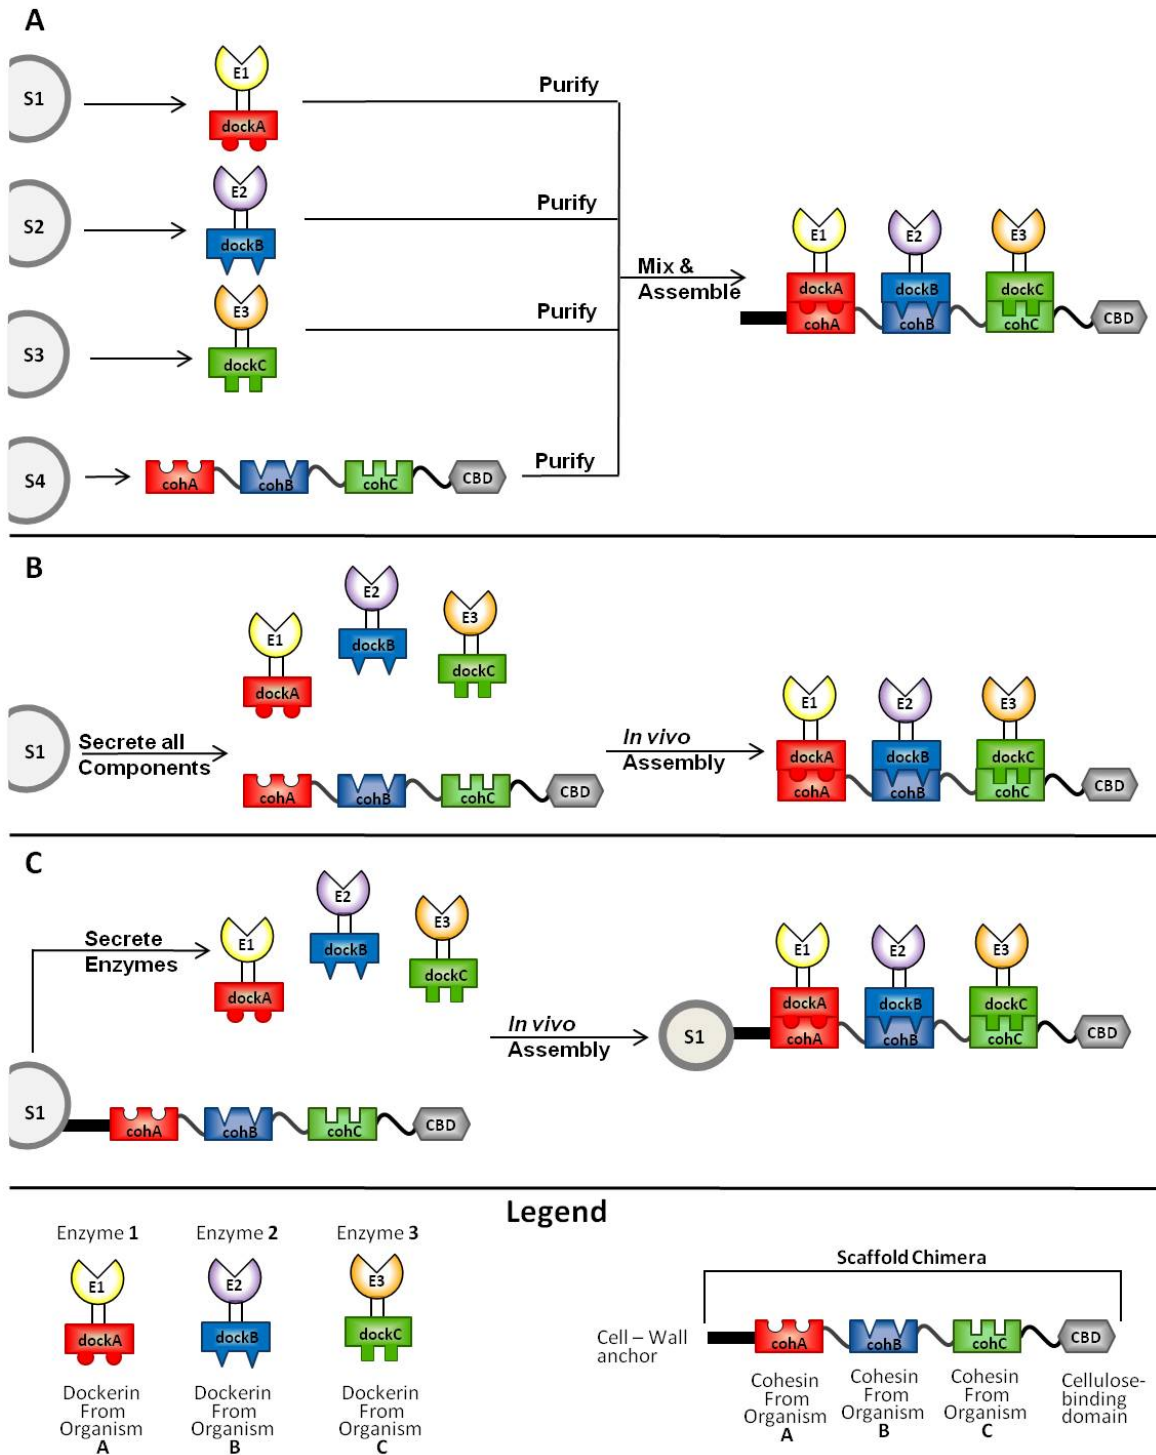 A
S1
E1
dockA
Purify
S2
E2
dockB
Purify
S3
E3
dockC
Purify
S4
cohA
cohB
cohC
CBD
Purify
Mix &
Assemble
E1
E2
E3
dockA
dockB
dockC
cohA
cohB
cohC
CBD
B
S1
Secrete all
Components
E1
dockA
E2
dockB
E3
dockC
cohA
cohB
cohC
CBD
In vivo
Assembly
E1
E2
E3
dockA
dockB
dockC
cohA
cohB
cohC
CBD
C
Secrete
Enzymes
E1
dockA
E2
dockB
E3
dockC
S1
cohA
cohB
cohC
CBD
In vivo
Assembly
S1
E1
E2
E3
dockA
dockB
dockC
cohA
cohB
cohC
CBD
Legend
Enzyme 1
E1
dockA
Dockerin
From
Organism
A
Enzyme 2
E2
dockB
Dockerin
From
Organism
B
Enzyme 3
E3
dockC
Dockerin
From
Organism
C
Scaffold Chimera
Cell – Wall
anchor
cohA
cohB
cohC
CBD
Cohesin
From
Organism
A
Cohesin
From
Organism
B
Cohesin
From
Organism
C
Cellulose-
binding
domain